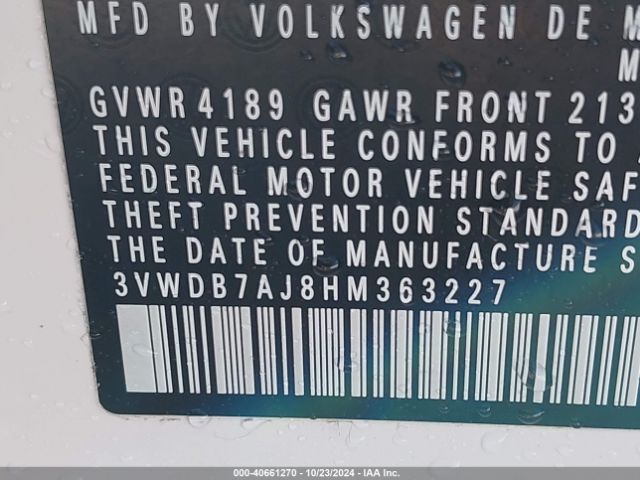 MFD BY VOLKSWAGEN DE M
M
GVWR 4189 GAWR FRONT 213
THIS VEHICLE CONFORMS TO
FEDERAL MOTOR VEHICLE SAF
THEFT PREVENTION STANDARD
THE DATE OF MANUFACTURE S
3VWDB7AJ8HM363227
000-40661270 - 10/23/2024 - IAA Inc.